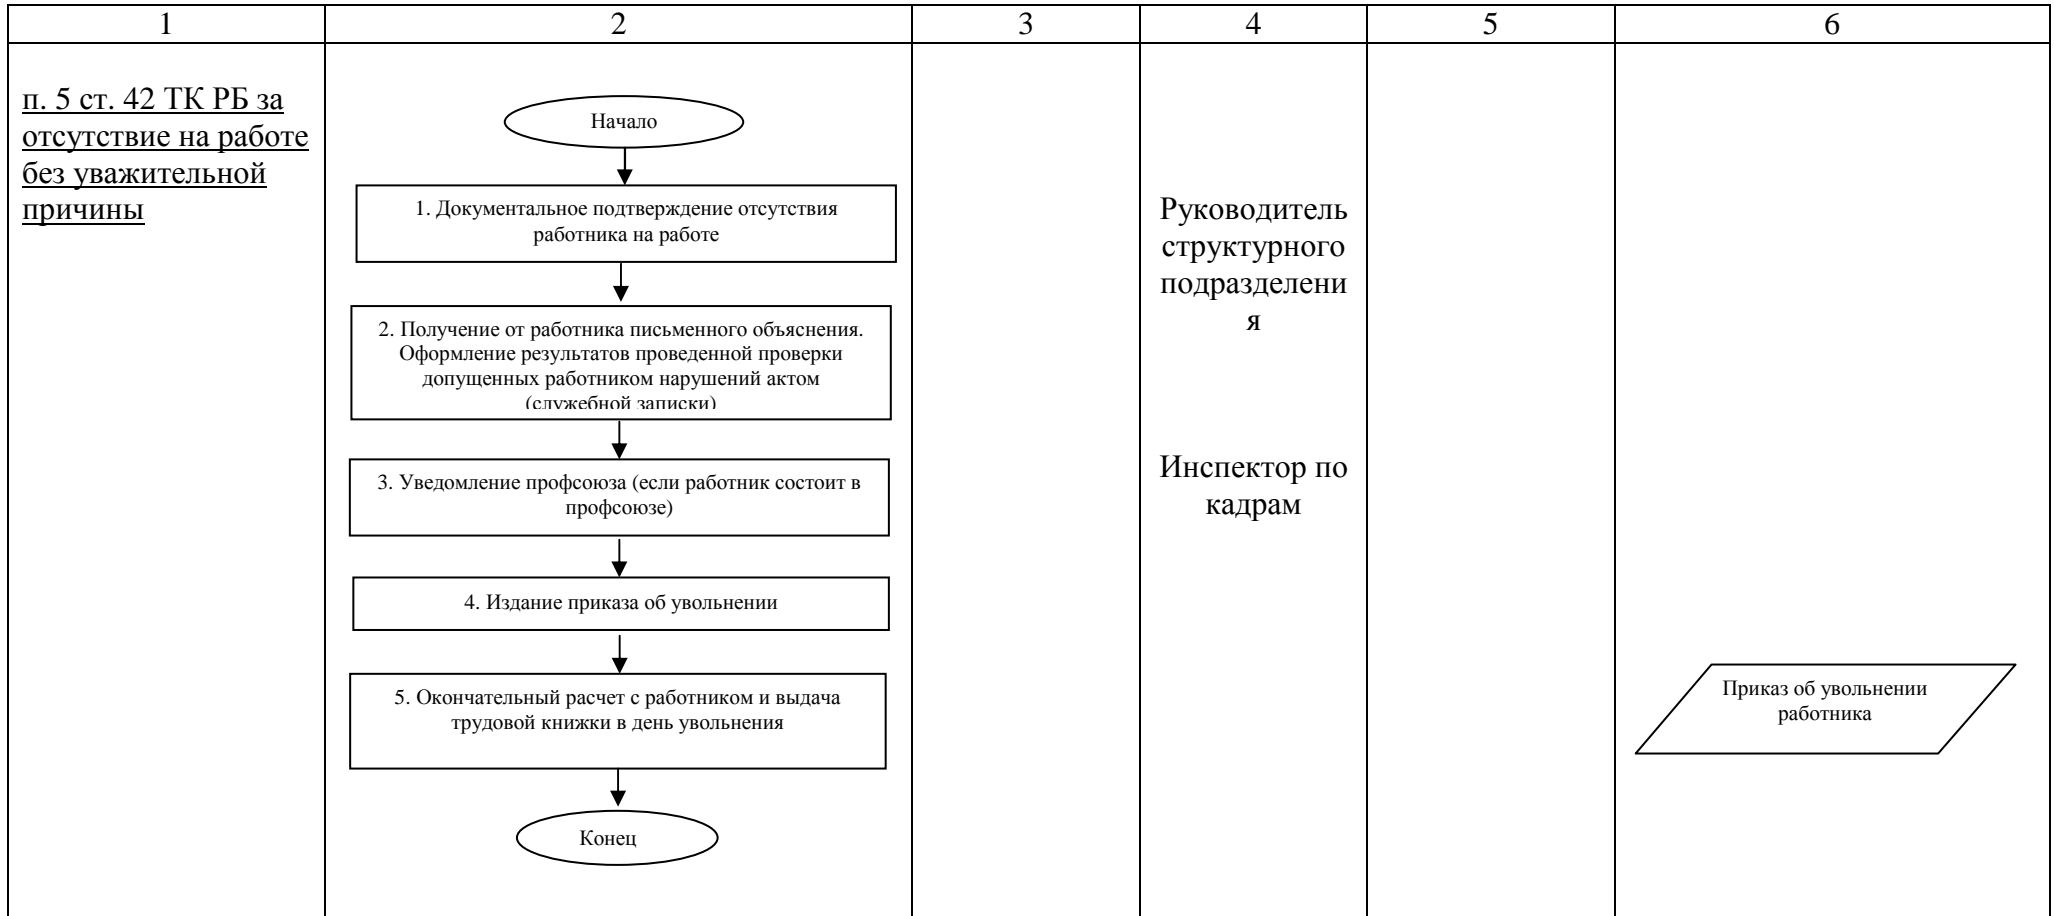 1
2
3
4
5
6
п. 5 ст. 42 ТК РБ за
отсутствие на работе
без уважительной
причины
Начало
1. Документальное подтверждение отсутствия
работника на работе
2. Получение от работника письменного объяснения.
Оформление результатов проведенной проверки
допущенных работником нарушений актом
(служебной записки)
3. Уведомление профсоюза (если работник состоит в
профсоюзе)
4. Издание приказа об увольнении
5. Окончательный расчет с работником и выдача
трудовой книжки в день увольнения
Конец
Руководитель
структурного
подразделени
я
Инспектор по
кадрам
Приказ об увольнении
работника